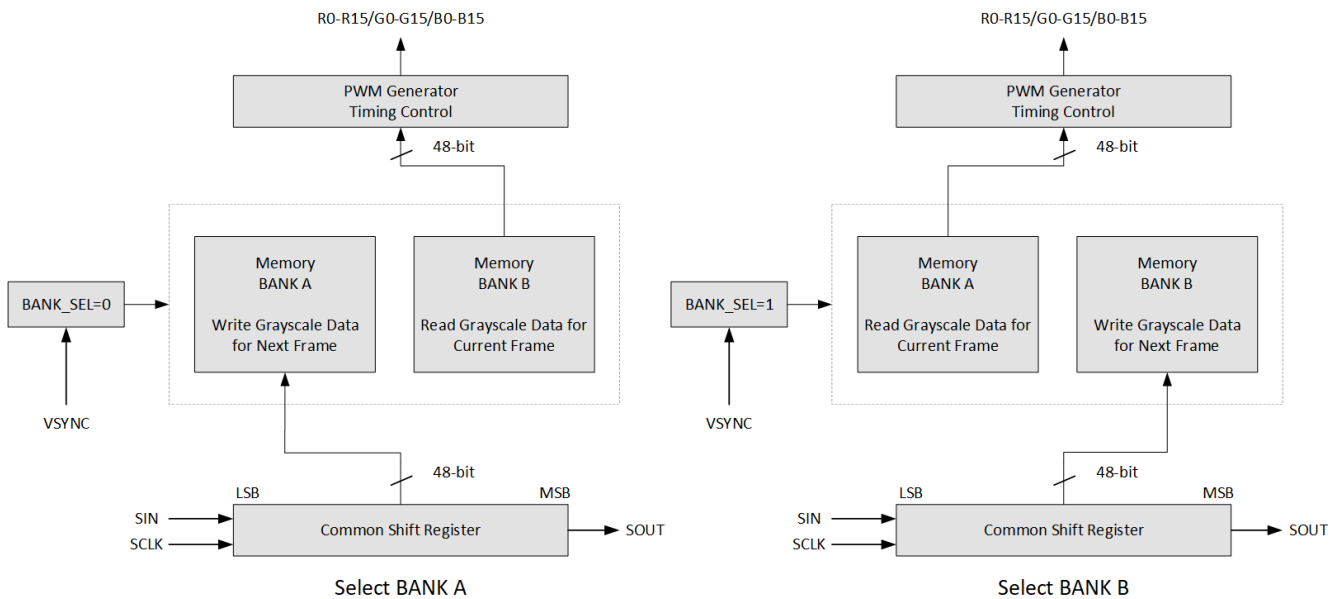 R0-R15/G0-G15/B0-B15
PWM Generator
Timing Control
48-bit
Memory
BANK A
Write Grayscale Data
for Next Frame
Memory
BANK B
Read Grayscale Data for
Current Frame
BANK_SEL=0
VSYNC
48-bit
LSB
MSB
SIN
SCLK
Common Shift Register
SOUT
Select BANK A
R0-R15/G0-G15/B0-B15
PWM Generator
Timing Control
48-bit
Memory
BANK A
Read Grayscale Data for
Current Frame
Memory
BANK B
Write Grayscale Data
for Next Frame
BANK_SEL=1
VSYNC
48-bit
LSB
MSB
SIN
SCLK
Common Shift Register
SOUT
Select BANK B